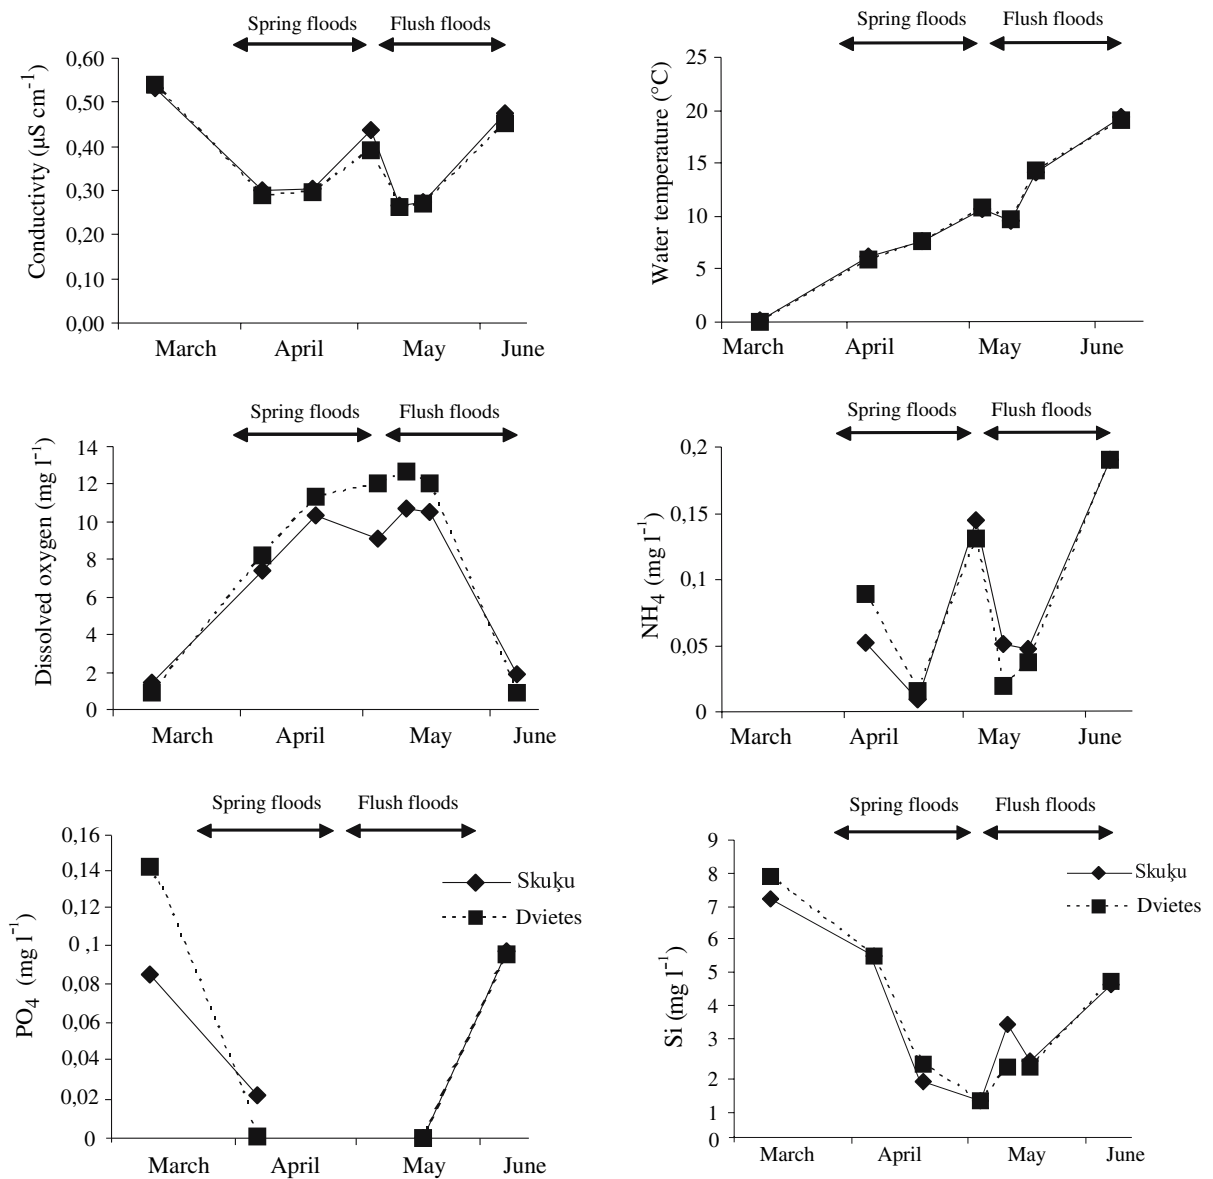 Spring floods Flush floods
Conductivty (µS cm-1)
0,60
0,50
0,40
0,30
0,20
0,10
0,00
March April May June
Spring floods Flush floods
Water temperature (°C)
25
20
15
10
5
0
March April May June
Spring floods Flush floods
Dissolved oxygen (mg l-1)
14
12
10
8
6
4
2
0
March April May June
Spring floods Flush floods
NH4 (mg l-1)
0,2
0,15
0,1
0,05
0
March April May June
Spring floods Flush floods
PO4 (mg l-1)
0,16
0,14
0,12
0,1
0,08
0,06
0,04
0,02
0
Skuķu
Dvietes
March April May June
Spring floods Flush floods
Si (mg l-1)
9
8
7
6
5
4
3
2
1
0
Skuķu
Dvietes
March April May June